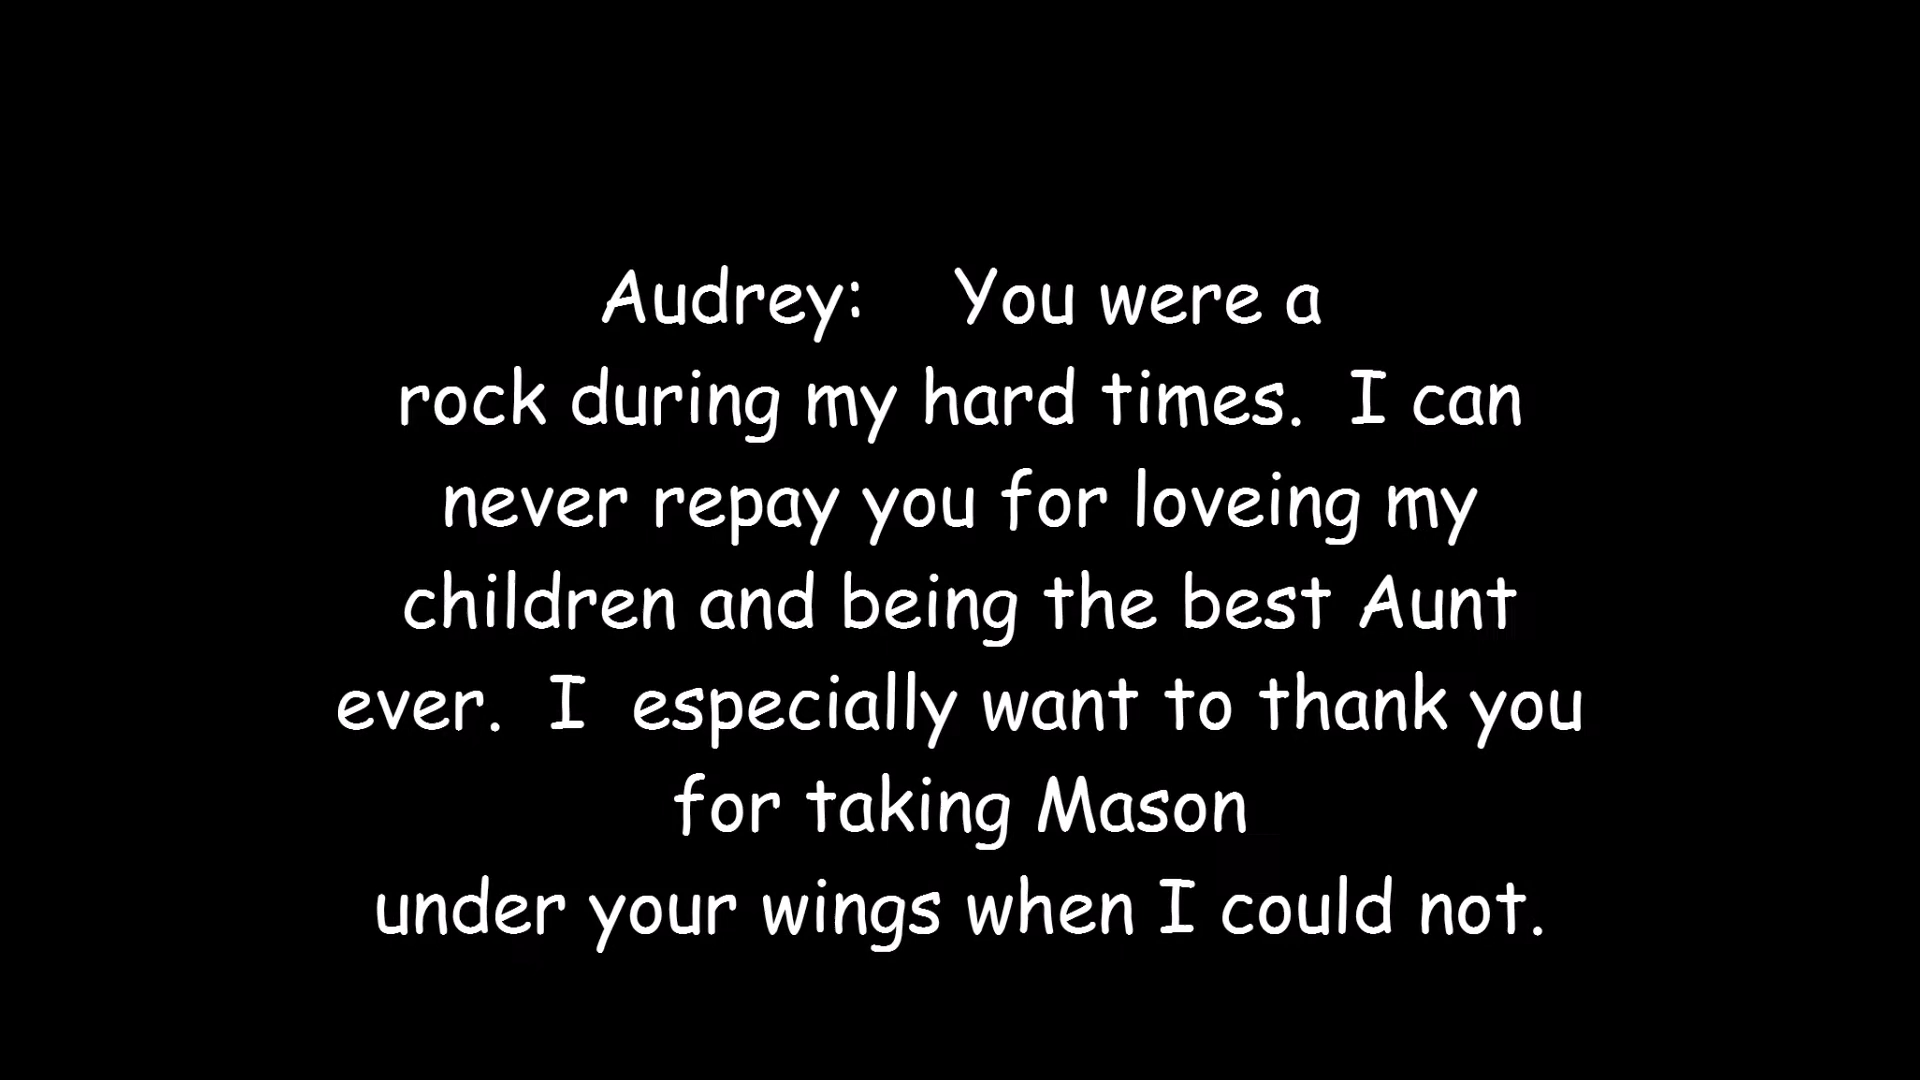 Audrey:    You were a
rock during my hard times.  I can
never repay you for loveing my
children and being the best Aunt
ever.  I  especially want to thank you
for taking Mason
under your wings when I could not.